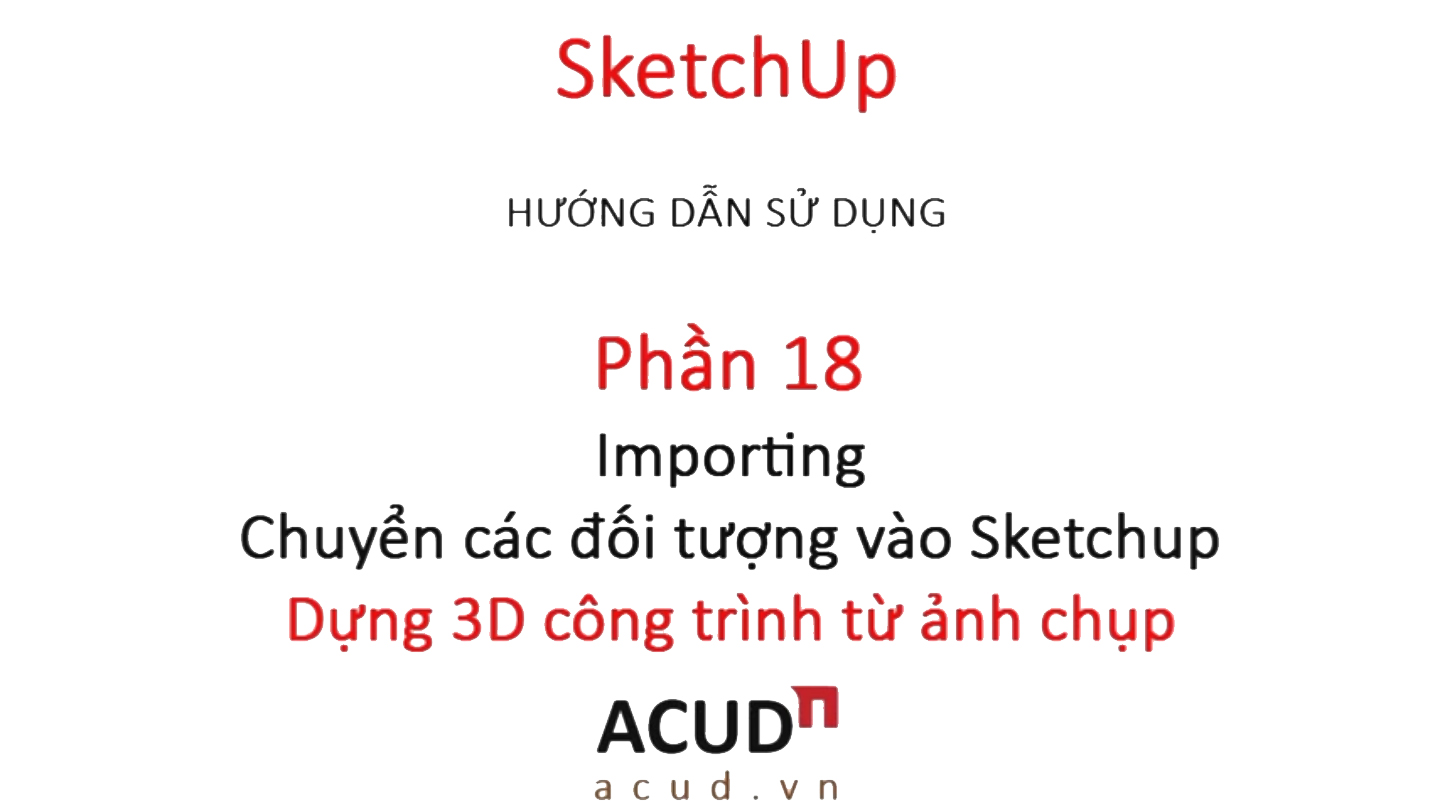 SketchUp
HƯỚNG DẪN SỬ DỤNG
Phần 18
Importing
Chuyển các đối tượng vào Sketchup
Dựng 3D công trình từ ảnh chụp
ACUD
acud.vn